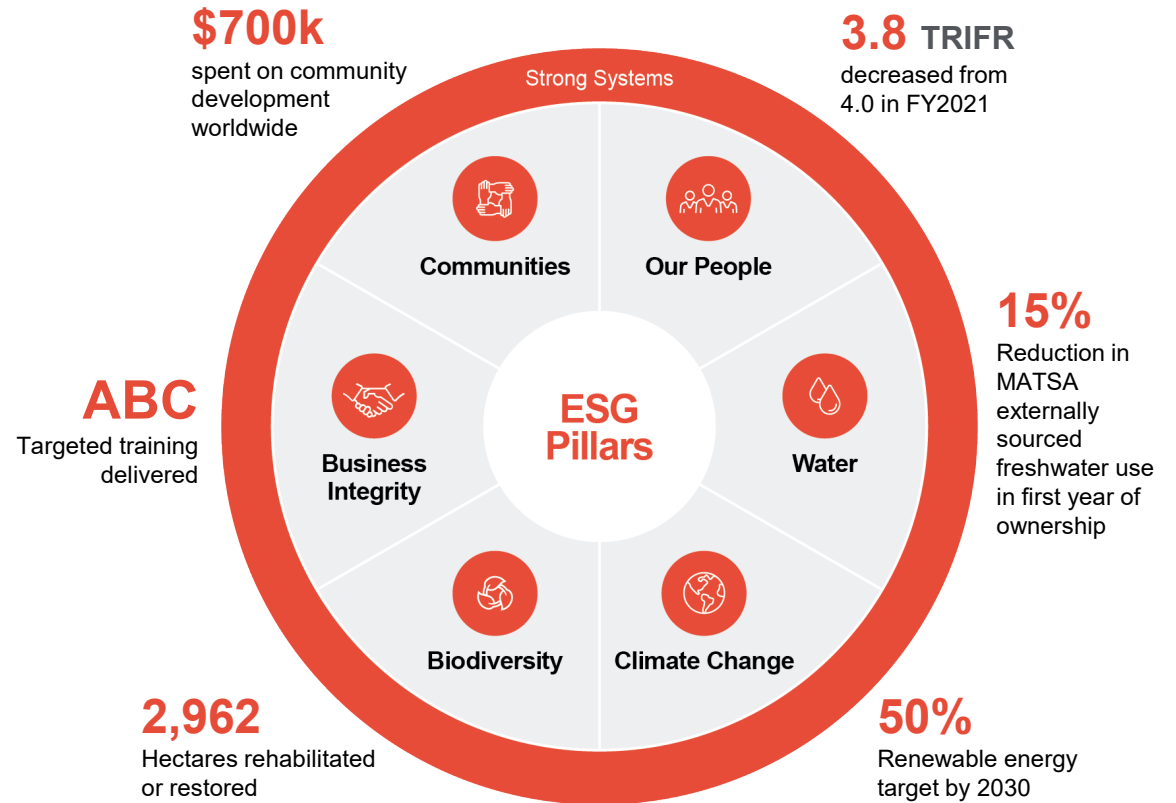 $700k
spent on community
development
worldwide
3.8 TRIFR
decreased from
4.0 in FY2021
Strong Systems
Communities
Our People
ABC
Targeted training
delivered
Business
Integrity
ESG
Pillars
Water
15%
Reduction in
MATSA
externally
sourced
freshwater use
in first year of
ownership
Biodiversity
Climate Change
2,962
Hectares rehabilitated
or restored
50%
Renewable energy
target by 2030